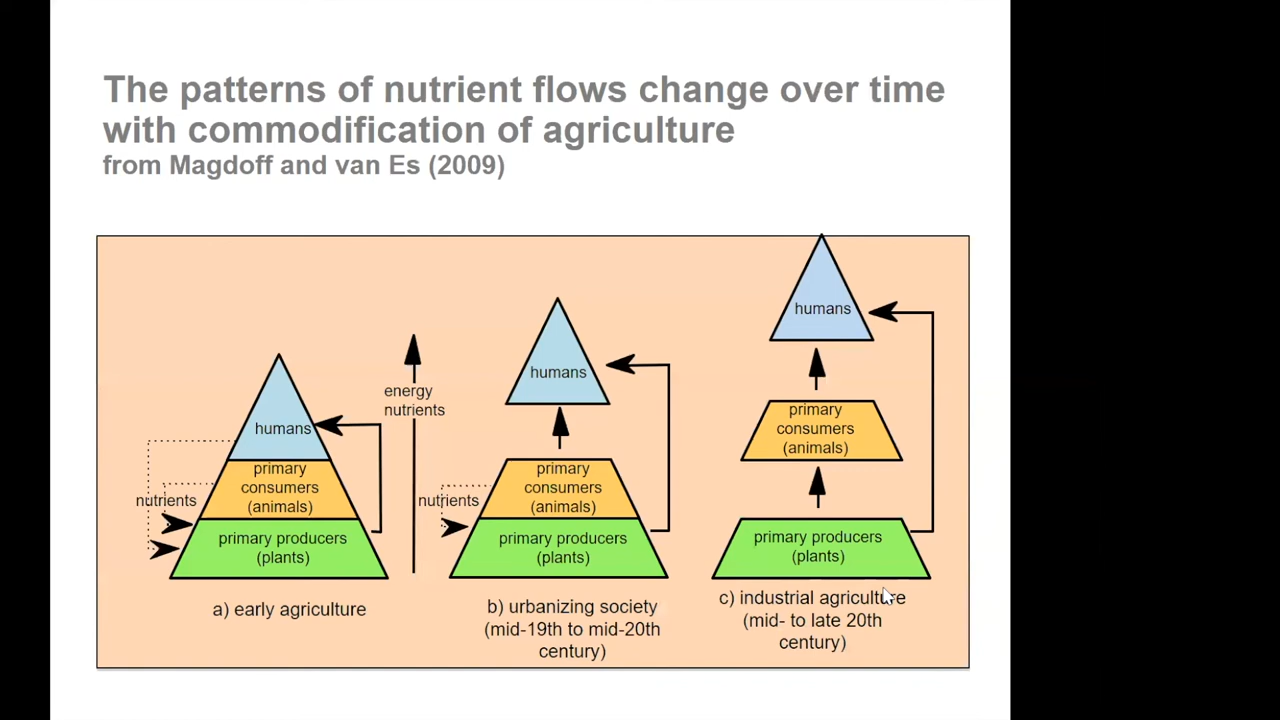 The patterns of nutrient flows change over time
with commodification of agriculture
from Magdoff and van Es (2009)
humans
primary
consumers
(animals)
primary producers
(plants)
nutrients
a) early agriculture
energy
nutrients
humans
primary
consumers
(animals)
primary producers
(plants)
nutrients
b) urbanizing society
(mid-19th to mid-20th
century)
humans
primary
consumers
(animals)
primary producers
(plants)
c) industrial agriculture
(mid- to late 20th
century)